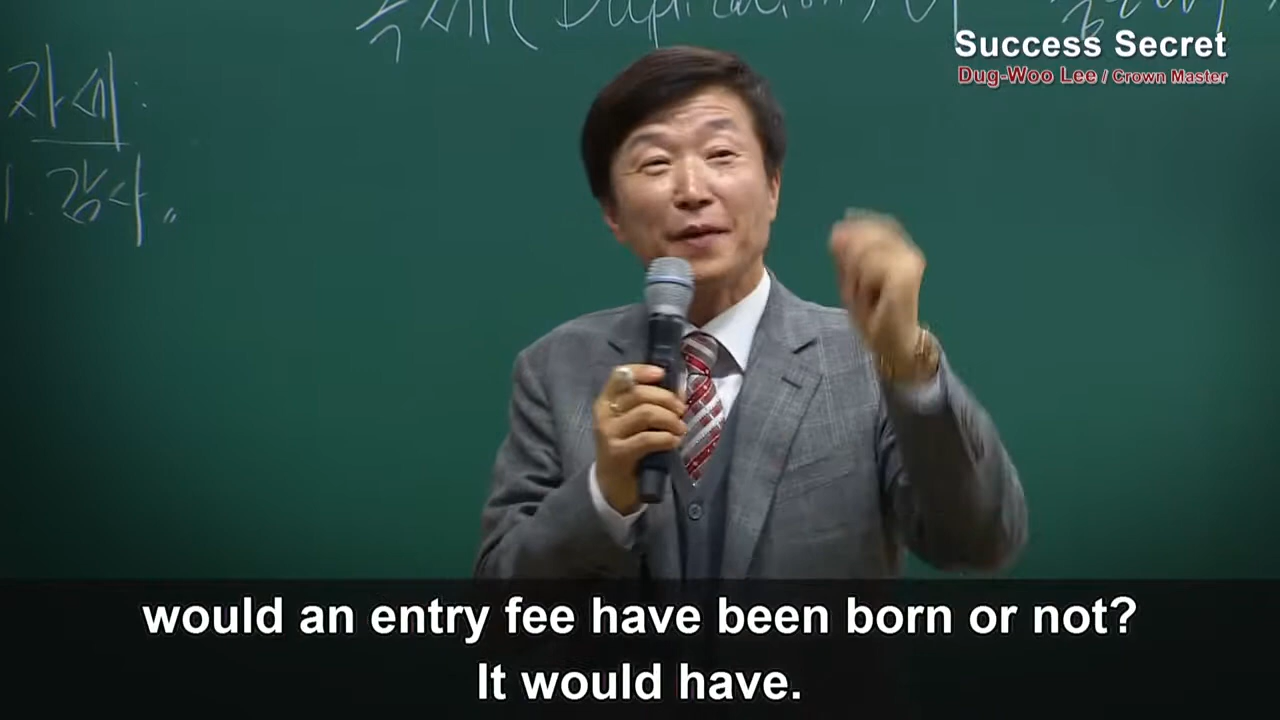 (Duplication)
Success Secret
Dug-Woo Lee / Crown Master
자세:
1. 감사.
would an entry fee have been born or not?
It would have.